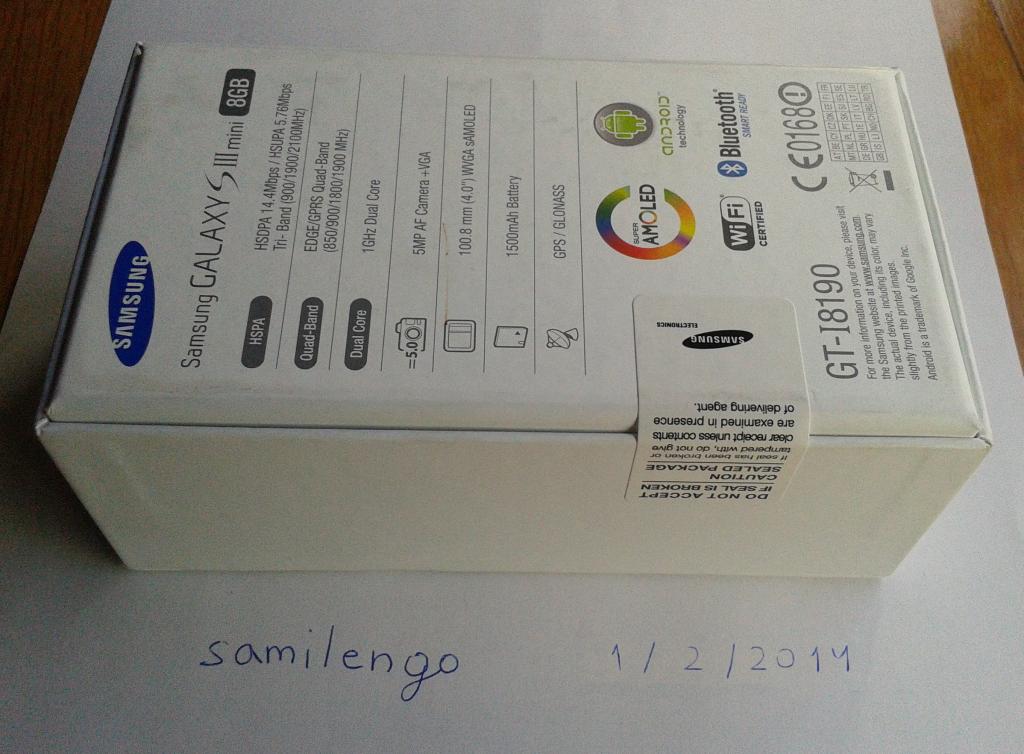 SAMSUNG
Samsung GALAXY S III mini 8GB
HSPA
HSDPA 14.4Mbps / HSUPA 5.76Mbps
Tri- Band (900/1900/2100MHz)
Quad-Band
EDGE/GPRS Quad-Band
(850/900/1800/1900 MHz)
Dual Core
1GHz Dual Core
=5.0
5MP AF Camera +VGA
100.8 mm (4.0") WVGA sAMOLED
1500mAh Battery
GPS / GLONASS
SUPER
AMOLED
ANDROID™
technology
WiFi
CERTIFIED
Bluetooth®
SMART READY
SAMSUNG
ELECTRONICS
DO NOT ACCEPT
IF SEAL IS BROKEN
CAUTION
SEALED PACKAGE
If seal has been broken or
tampered with, do not give
clear receipt unless contents
are examined in presence
of delivering agent.
GT-I8190
CE0168
For more information on your device, please visit
the Samsung website at www.samsung.com.
The actual device, including its color, may vary
slightly from the printed images.
Android is a trademark of Google Inc.
samilengo 1/2/2014